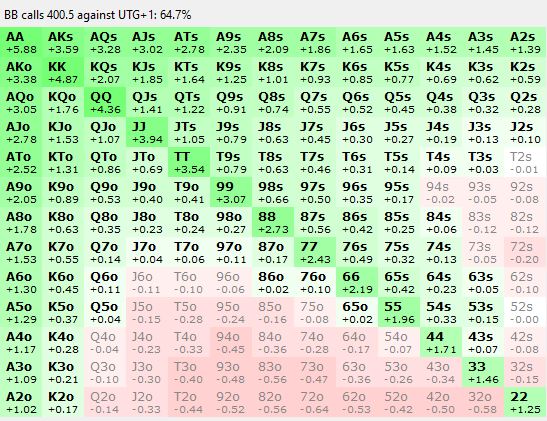 BB calls 400.5 against UTG+1: 64.7%
AA AKs AQs AJs ATs A9s A8s A7s A6s A5s A4s A3s A2s
+5.88 +3.59 +3.28 +3.02 +2.78 +2.35 +2.09 +1.86 +1.65 +1.63 +1.52 +1.45 +1.39
AKo KK KQs KJs KTs K9s K8s K7s K6s K5s K4s K3s K2s
+3.38 +4.87 +2.07 +1.85 +1.64 +1.25 +1.01 +0.93 +0.85 +0.77 +0.69 +0.62 +0.59
AQo KQo QQ QJs QTs Q9s Q8s Q7s Q6s Q5s Q4s Q3s Q2s
+3.05 +1.76 +4.36 +1.41 +1.22 +0.91 +0.74 +0.55 +0.52 +0.45 +0.38 +0.32 +0.28
AJo KJo QJo JJ JTs J9s J8s J7s J6s J5s J4s J3s J2s
+2.78 +1.53 +1.07 +3.94 +1.05 +0.79 +0.63 +0.45 +0.30 +0.27 +0.19 +0.13 +0.10
ATo KTo QTo JTo TT T9s T8s T7s T6s T5s T4s T3s T2s
+2.52 +1.31 +0.86 +0.69 +3.54 +0.79 +0.63 +0.46 +0.31 +0.14 +0.09 +0.03 -0.01
A9o K9o Q9o J9o T9o 99 98s 97s 96s 95s 94s 93s 92s
+2.05 +0.89 +0.53 +0.40 +0.41 +3.07 +0.66 +0.50 +0.35 +0.17 -0.02 -0.05 -0.08
A8o K8o Q8o J8o T8o 98o 88 87s 86s 85s 84s 83s 82s
+1.78 +0.63 +0.35 +0.23 +0.24 +0.27 +2.73 +0.56 +0.42 +0.25 +0.06 -0.12 -0.12
A7o K7o Q7o J7o T7o 97o 87o 77 76s 75s 74s 73s 72s
+1.53 +0.55 +0.14 +0.04 +0.06 +0.11 +0.17 +2.43 +0.49 +0.32 +0.13 -0.05 -0.20
A6o K6o Q6o J6o T6o 96o 86o 76o 66 65s 64s 63s 62s
+1.30 +0.45 +0.11 -0.11 -0.10 -0.06 +0.02 +0.10 +2.19 +0.42 +0.23 +0.05 -0.10
A5o K5o Q5o J5o T5o 95o 85o 75o 65o 55 54s 53s 52s
+1.29 +0.37 +0.04 -0.15 -0.28 -0.24 -0.16 -0.08 +0.02 +1.96 +0.33 +0.15 -0.00
A4o K4o Q4o J4o T4o 94o 84o 74o 64o 54o 44 43s 42s
+1.17 +0.28 -0.04 -0.23 -0.33 -0.45 -0.36 -0.28 -0.17 -0.07 +1.71 +0.07 -0.08
A3o K3o Q3o J3o T3o 93o 83o 73o 63o 53o 43o 33 32s
+1.09 +0.21 -0.10 -0.30 -0.40 -0.48 -0.56 -0.47 -0.36 -0.26 -0.34 +1.46 -0.15
A2o K2o Q2o J2o T2o 92o 82o 72o 62o 52o 42o 32o 22
+1.02 +0.17 -0.14 -0.33 -0.44 -0.52 -0.56 -0.64 -0.53 -0.42 -0.50 -0.58 +1.25